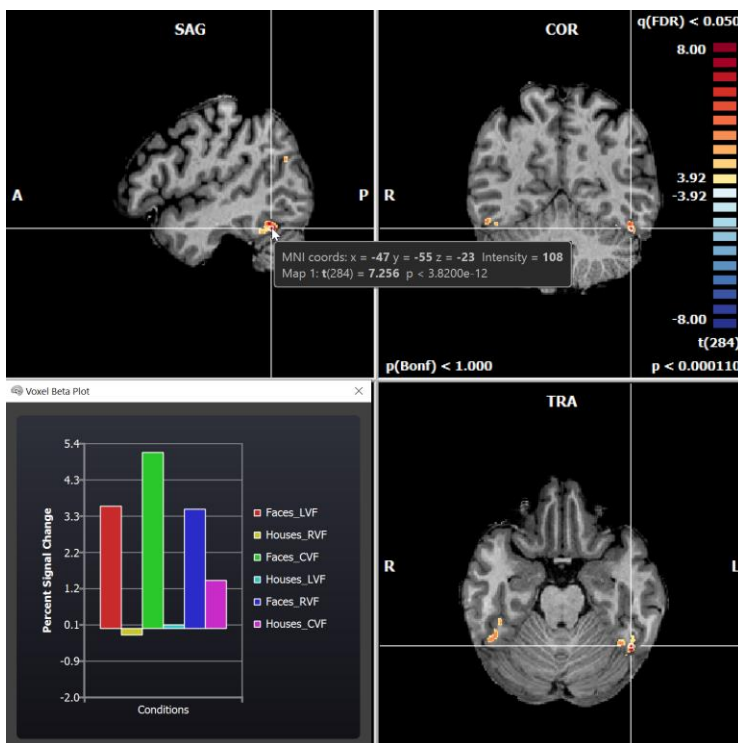 SAG
A
P
MNI coords: x = -47 y = -55 z = -23 Intensity = 108
Map 1: t(284) = 7.256 p < 3.8200e-12
COR
q(FDR) < 0.050
8.00
R
3.92
-3.92
-8.00
t(284)
p(Bonf) < 1.000
p < 0.000110
Voxel Beta Plot
5.4
4.3
3.3
2.2
1.2
0.1
-0.9
-2.0
Percent Signal Change
Conditions
Faces_LVF
Houses_RVF
Faces_CVF
Houses_LVF
Faces_RVF
Houses_CVF
TRA
R
L